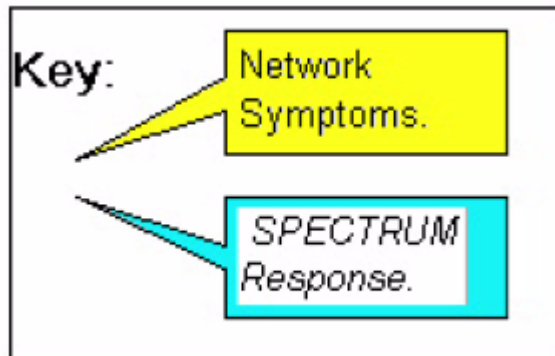 Key:
Network
Symptoms.
SPECTRUM
Response.